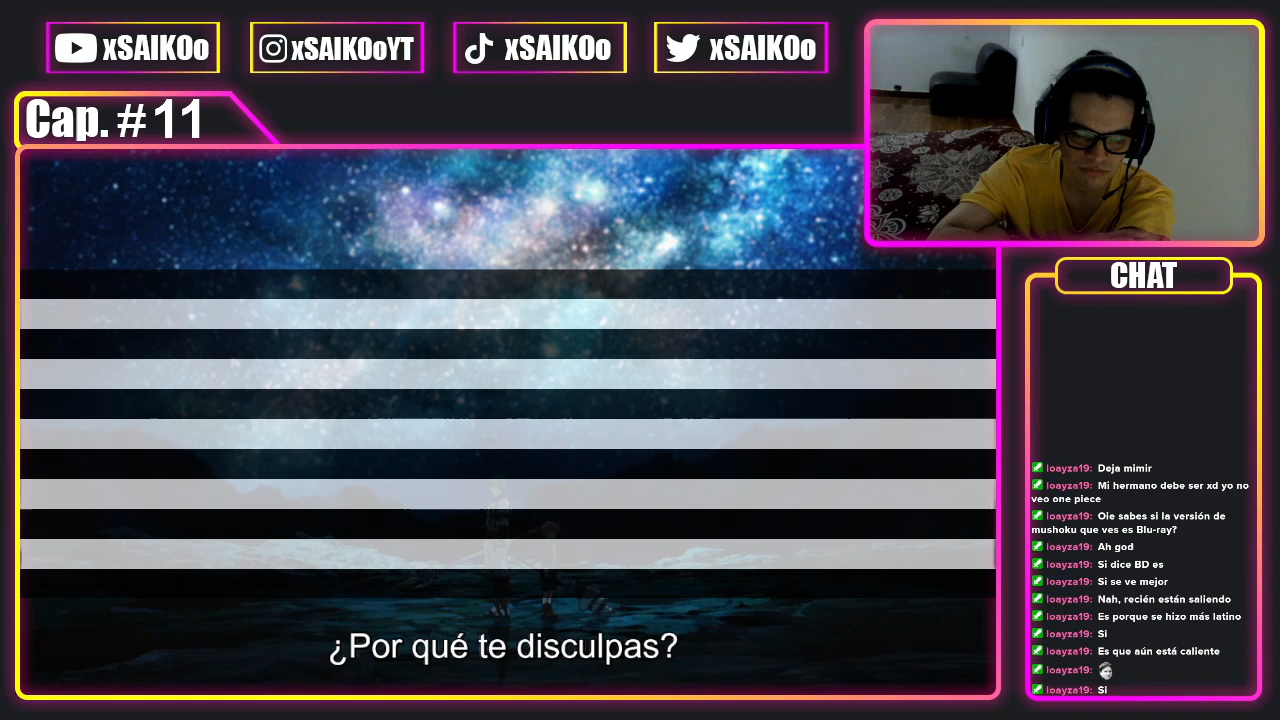 xSAIKOo
xSAIKOoYT
xSAIKOo
xSAIKOo
Cap. #11
CHAT
loayza19: Deja mimir
loayza19: Mi hermano debe ser xd yo no
veo one piece
loayza19: Oie sabes si la versión de
mushoku que ves es Blu-ray?
loayza19: Ah god
loayza19: Si dice BD es
loayza19: Si se ve mejor
loayza19: Nah, recién están saliendo
loayza19: Es porque se hizo más latino
loayza19: Si
loayza19: Es que aún está caliente
loayza19:
loayza19: Si
¿Por qué te disculpas?